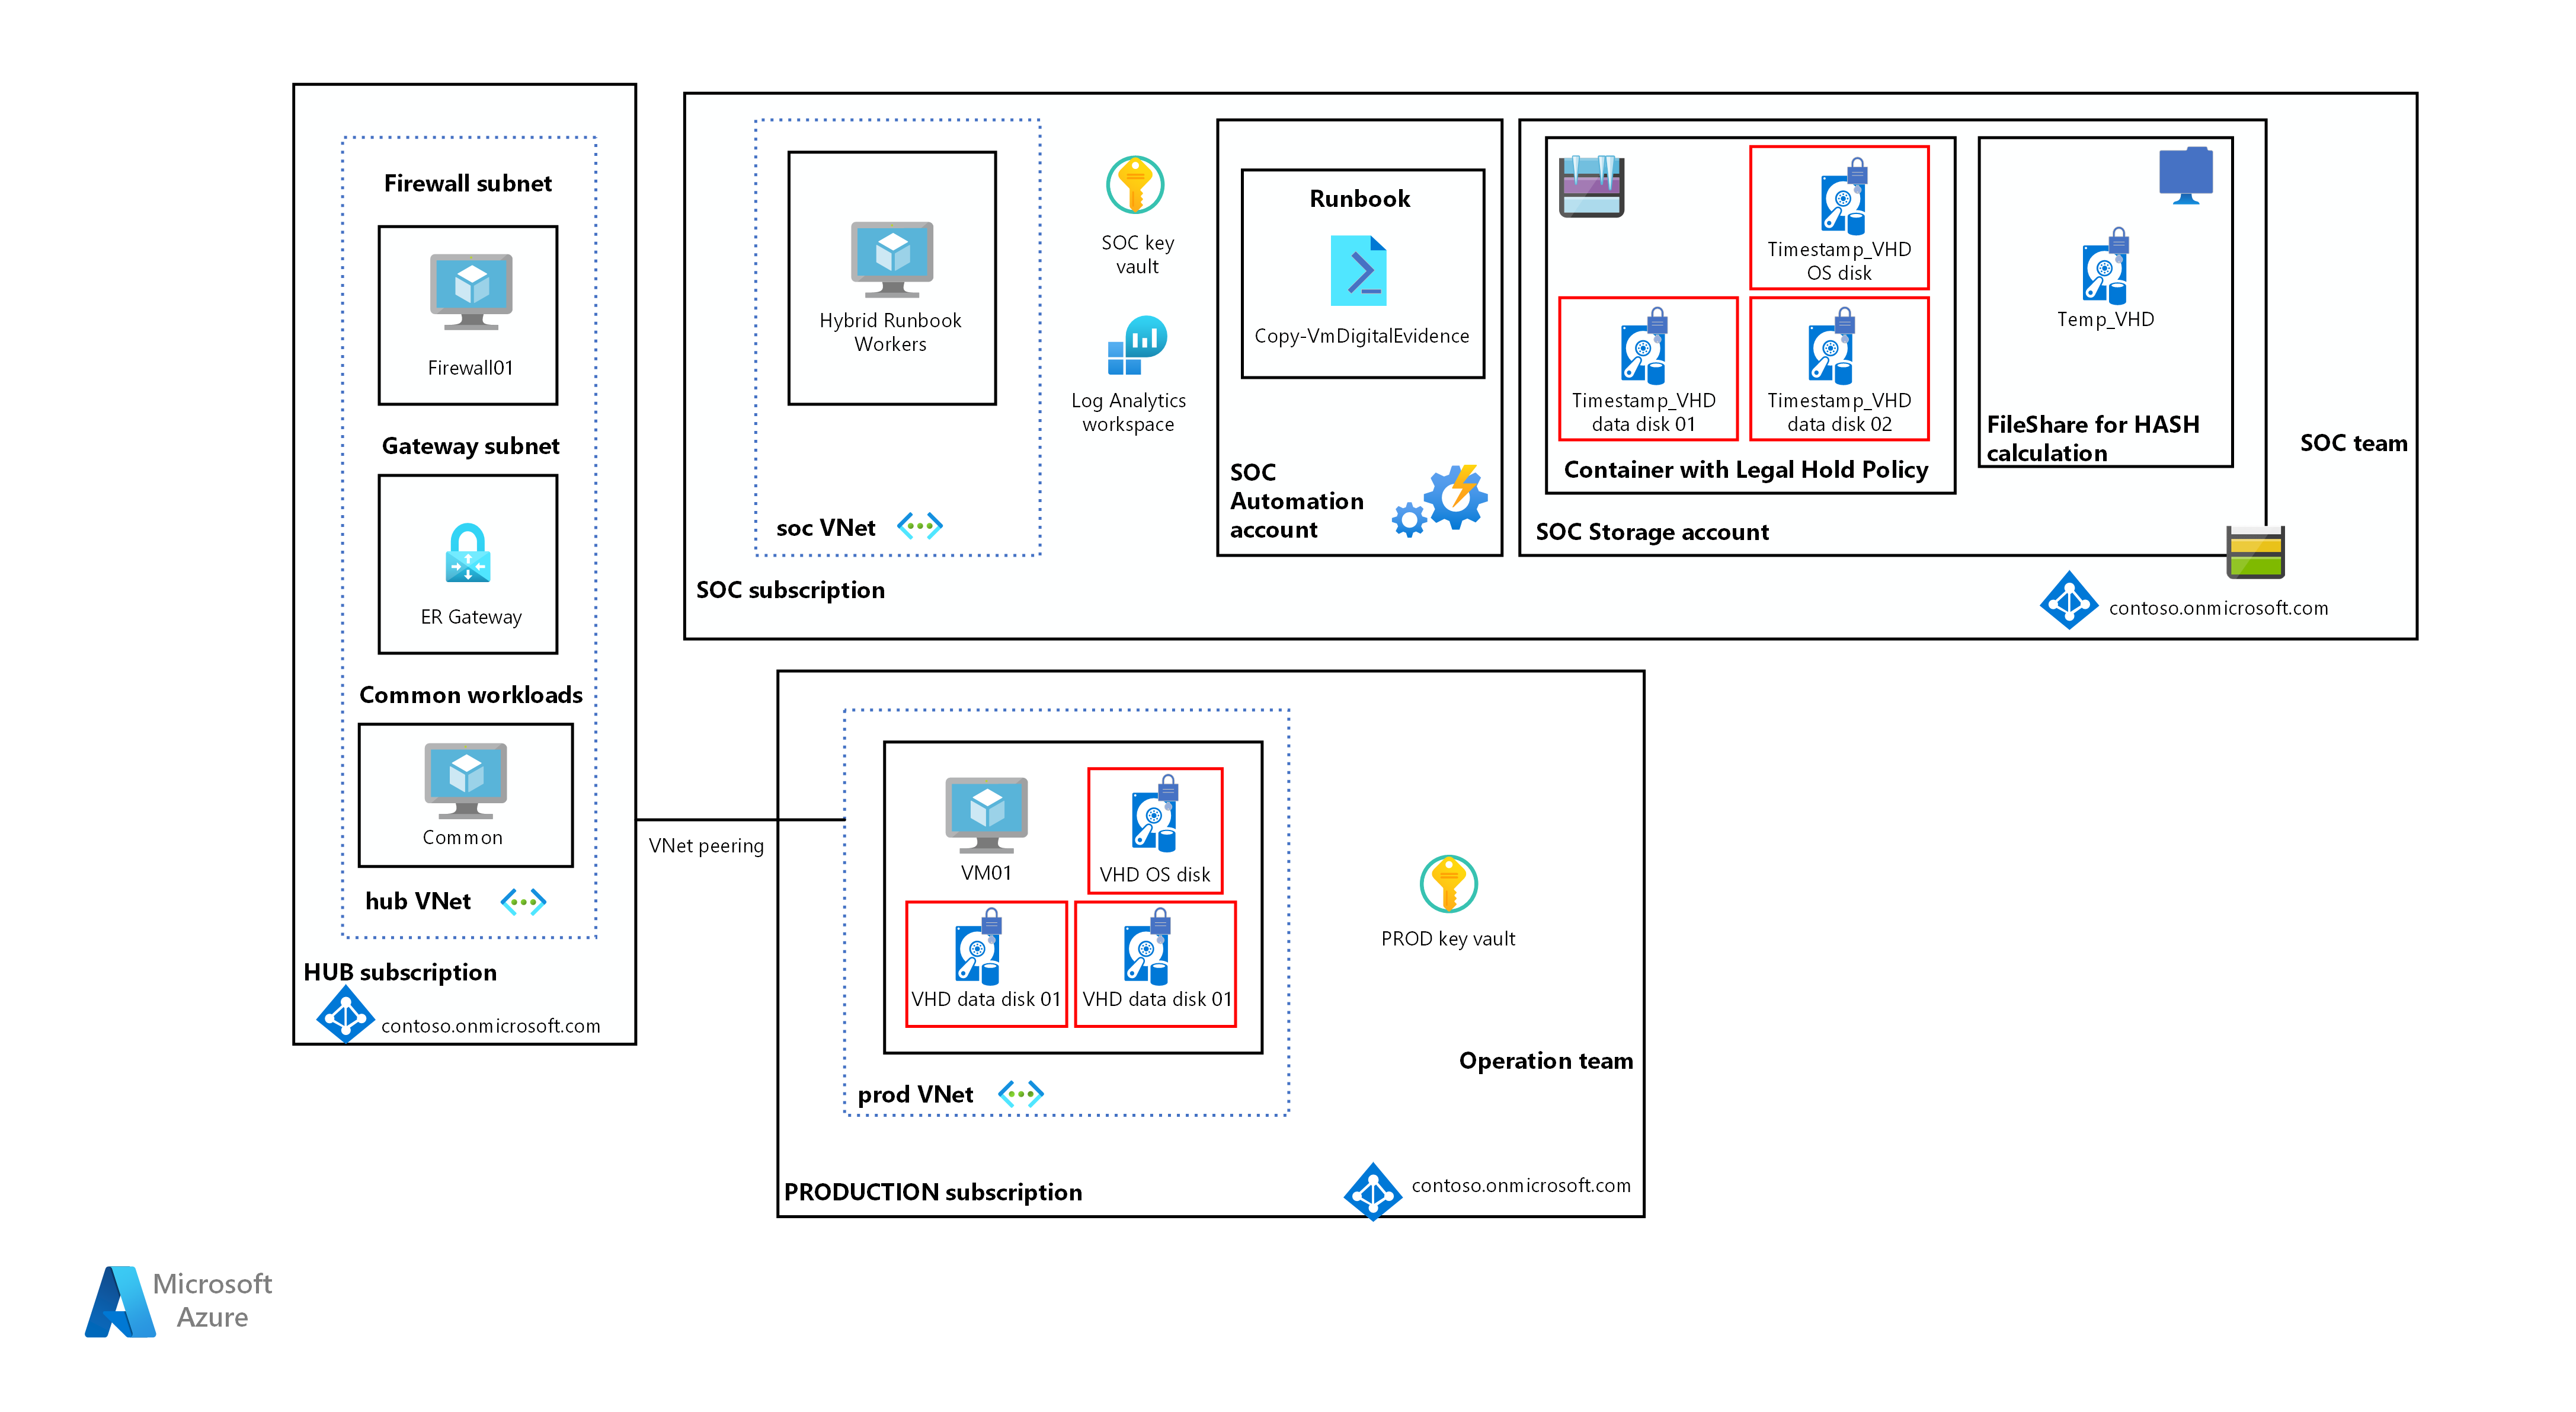 Firewall subnet
Firewall01
Gateway subnet
ER Gateway
Common workloads
Common
hub VNet
HUB subscription
contoso.onmicrosoft.com
VNet peering
Hybrid Runbook
Workers
soc VNet
SOC subscription
SOC key
vault
Log Analytics
workspace
Runbook
Copy-VmDigitalEvidence
SOC
Automation
account
Timestamp_VHD
OS disk
Timestamp_VHD
data disk 01
Timestamp_VHD
data disk 02
Container with Legal Hold Policy
Temp_VHD
FileShare for HASH
calculation
SOC Storage account
SOC team
contoso.onmicrosoft.com
VM01
VHD OS disk
VHD data disk 01
VHD data disk 01
prod VNet
PROD key vault
Operation team
PRODUCTION subscription
contoso.onmicrosoft.com
Microsoft
Azure